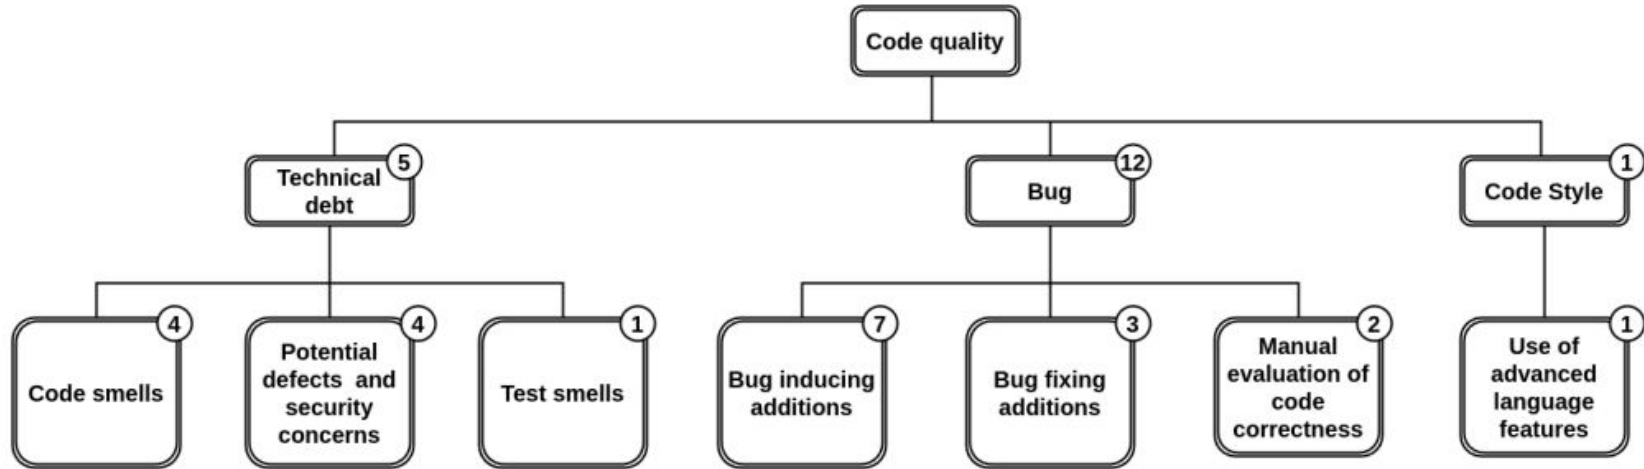 Code quality
5
Technical
debt
12
Bug
1
Code Style
4
Code smells
4
Potential
defects and
security
concerns
1
Test smells
7
Bug inducing
additions
3
Bug fixing
additions
2
Manual
evaluation of
code
correctness
1
Use of
advanced
language
features